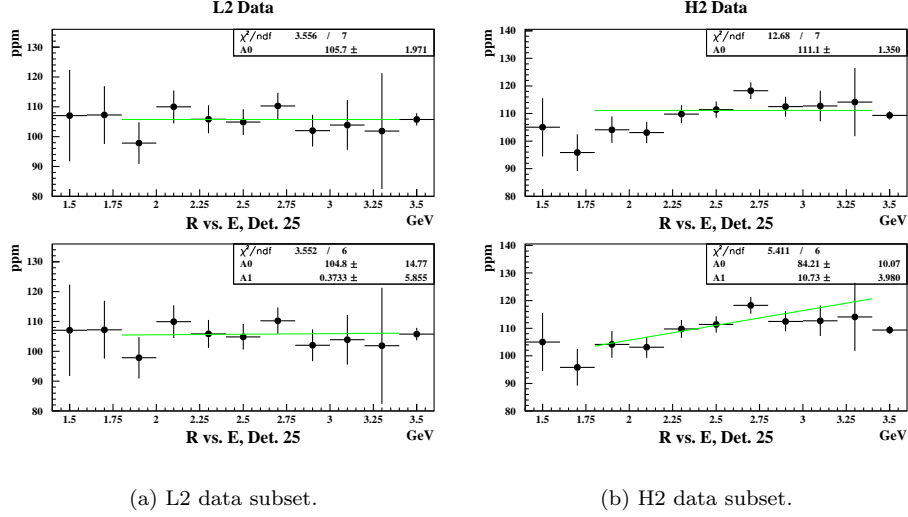 L2 Data
ppm
χ²/ndf 3.556 / 7
A0 105.7 ± 1.971
130
120
110
100
90
80
1.5 1.75 2 2.25 2.5 2.75 3 3.25 3.5
GeV
R vs. E, Det. 25
ppm
χ²/ndf 3.552 / 6
A0 104.8 ± 14.77
A1 0.3733 ± 5.855
130
120
110
100
90
80
1.5 1.75 2 2.25 2.5 2.75 3 3.25 3.5
GeV
R vs. E, Det. 25
(a) L2 data subset.
H2 Data
ppm
χ²/ndf 12.68 / 7
A0 111.1 ± 1.350
140
130
120
110
100
90
80
1.5 1.75 2 2.25 2.5 2.75 3 3.25 3.5
GeV
R vs. E, Det. 25
ppm
χ²/ndf 5.411 / 6
A0 84.21 ± 10.07
A1 10.73 ± 3.980
140
130
120
110
100
90
80
1.5 1.75 2 2.25 2.5 2.75 3 3.25 3.5
GeV
R vs. E, Det. 25
(b) H2 data subset.